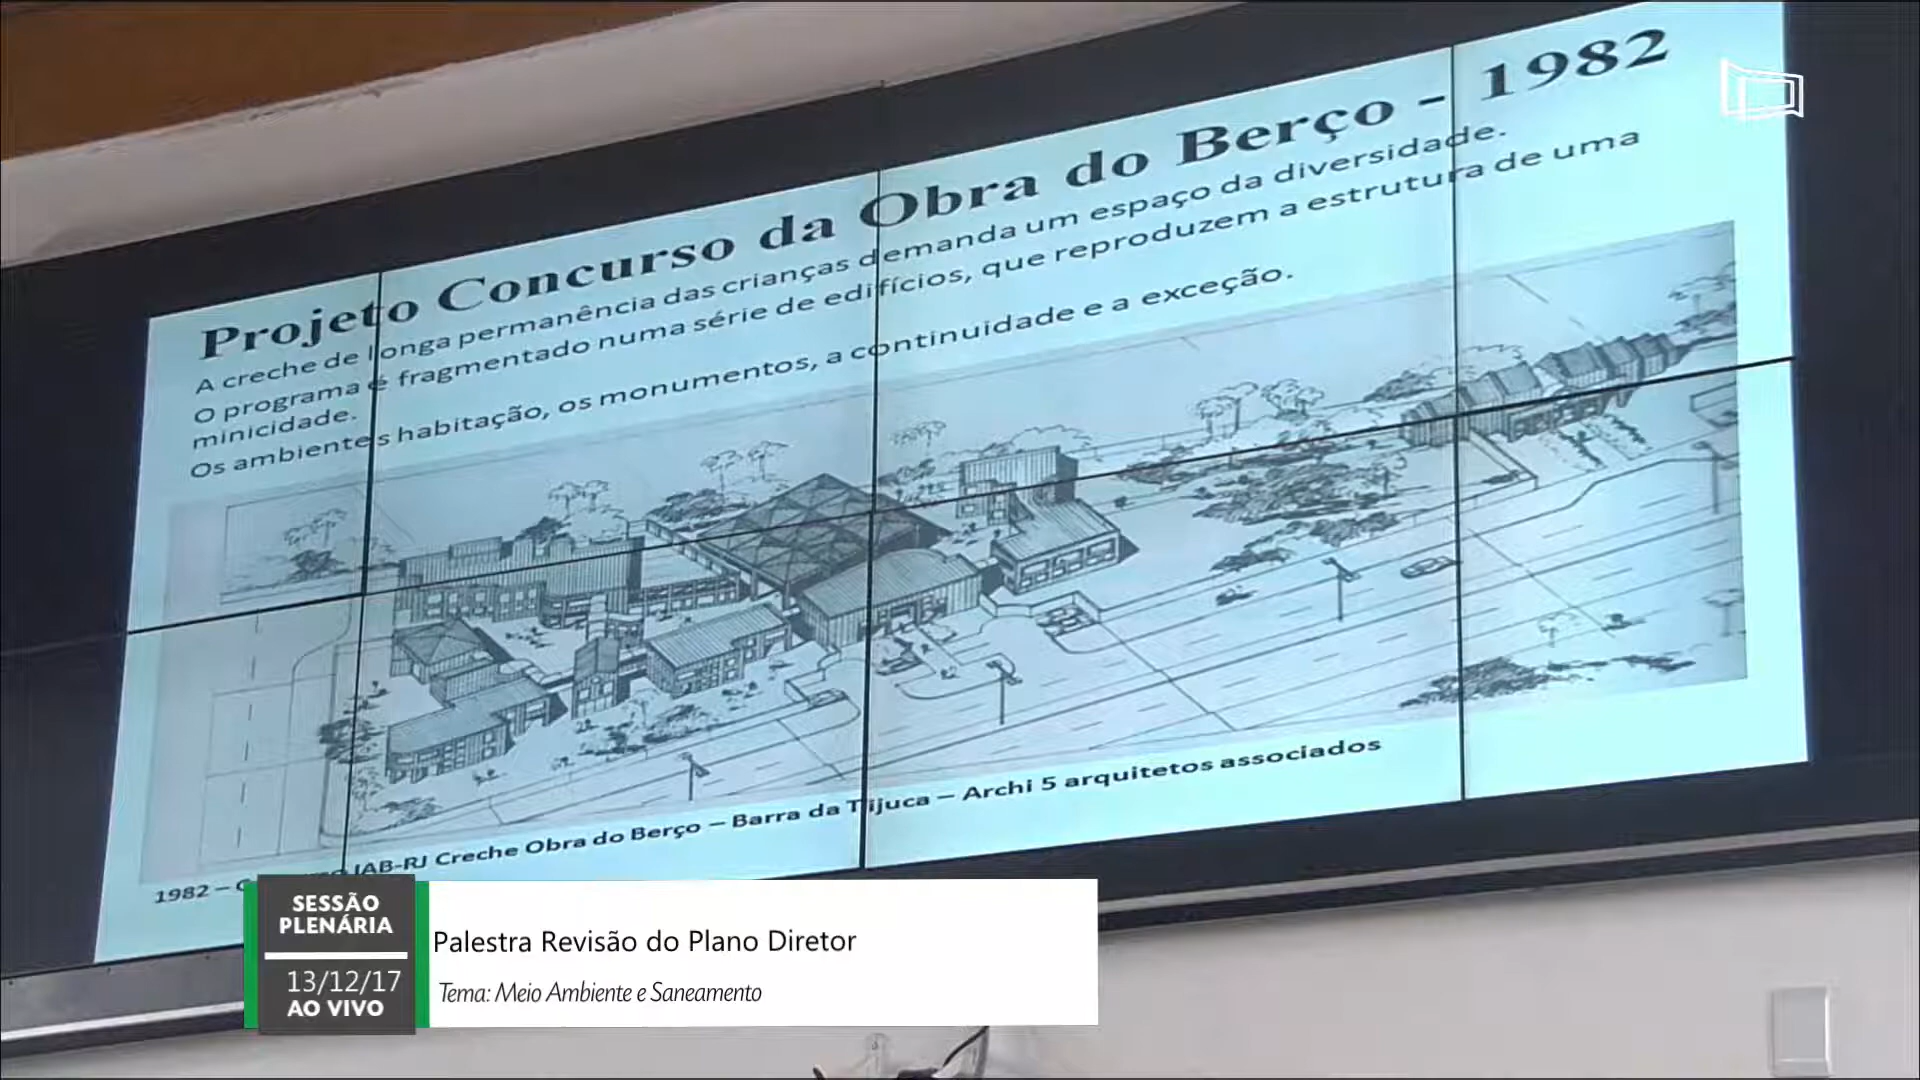 Projeto Concurso da Obra do Berço - 1982
A creche de longa permanência das crianças demanda um espaço da diversidade.
O programa é fragmentado numa série de edifícios, que reproduzem a estrutura de uma
minicidade.
Os ambientes habitação, os monumentos, a continuidade e a exceção.
1982 – IAB-RJ Creche Obra do Berço – Barra da Tijuca – Archi 5 arquitetos associados
SESSÃO
PLENÁRIA
13/12/17
AO VIVO
Palestra Revisão do Plano Diretor
Tema: Meio Ambiente e Saneamento